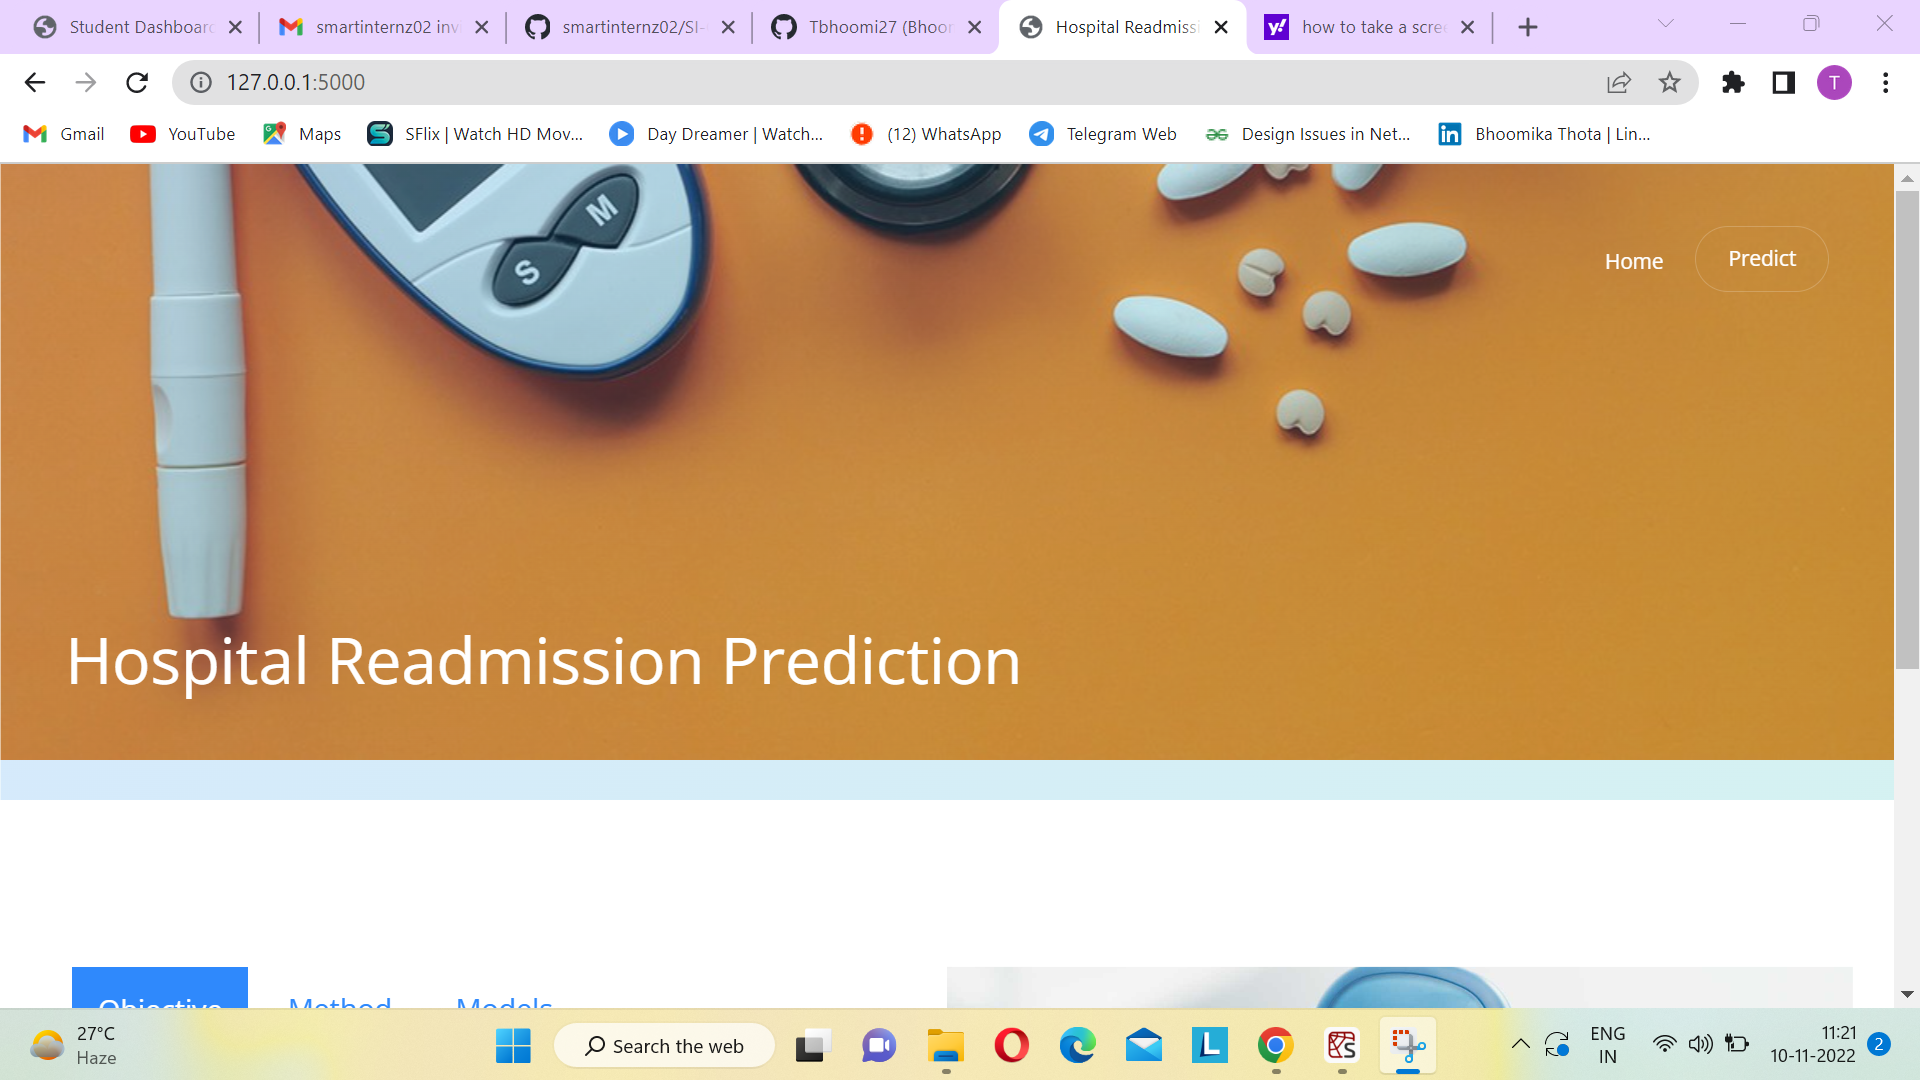 Student Dashboar
smartinternz02 inv
smartinternz02/SI-
Tbhoomi27 (Bhoor
Hospital Readmissi
how to take a scre
127.0.0.1:5000
T
Gmail
YouTube
Maps
SFlix | Watch HD Mov...
Day Dreamer | Watch...
(12) WhatsApp
Telegram Web
Design Issues in Net...
Bhoomika Thota | Lin...
M
S
Home
Predict
Hospital Readmission Prediction
Objective
Method
Models
27°C
Haze
Search the web
ENG
IN
11:21
10-11-2022
2